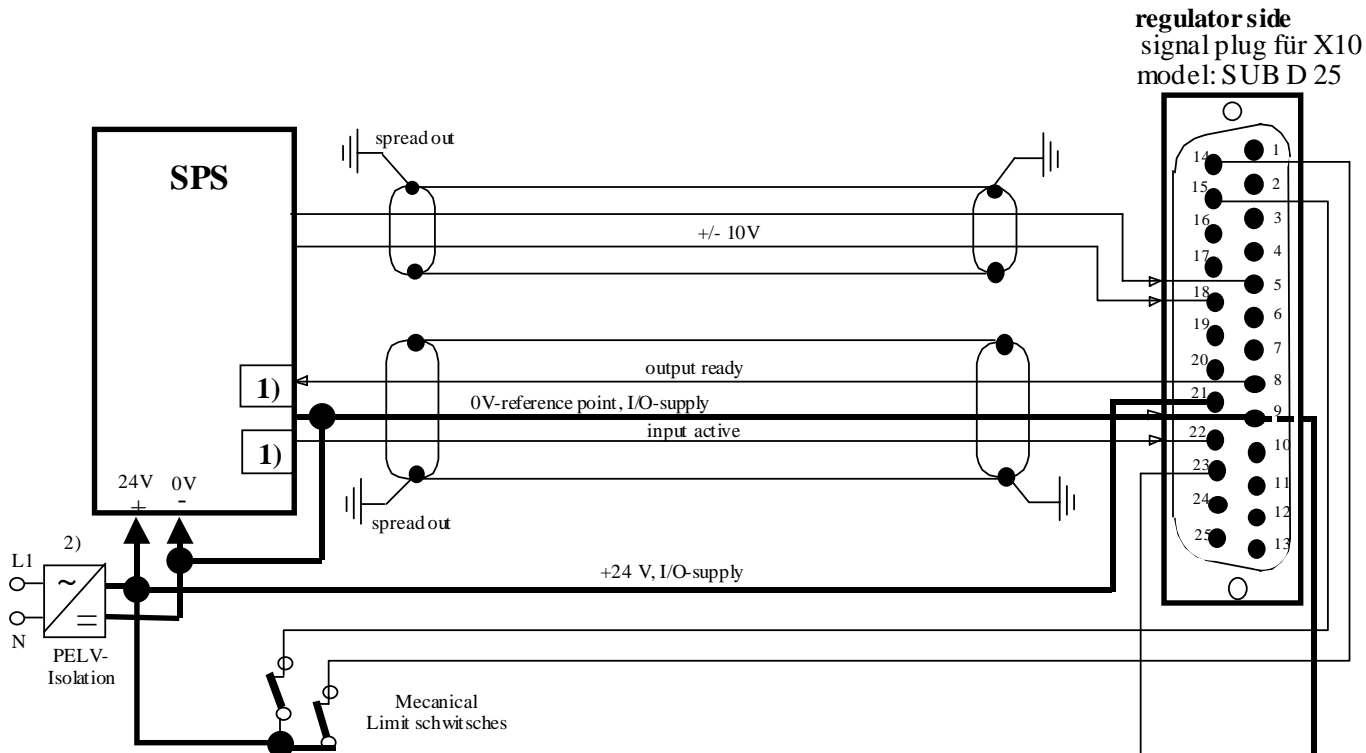 regulator side
signal plug für X10
model: SUB D 25
spread out
SPS
+/- 10V
1
14
2
15
3
16
4
17
5
18
6
19
7
20
output ready
8
1)
21
0V-reference point, I/O-supply
9
input active
22
1)
10
23
24V 0V
11
+ -
24
12
spread out
25
13
2)
L1
+24 V, I/O-supply
~
=
N
PELV-
Isolation
Mecanical
Limit schwitsches